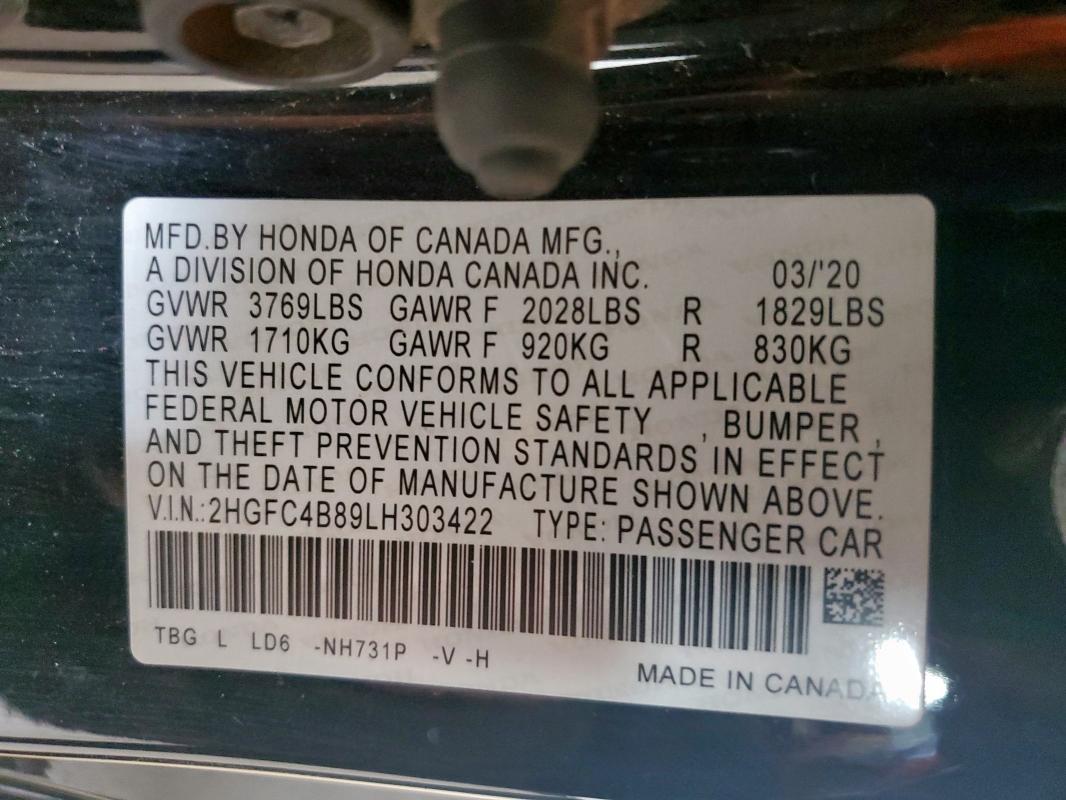 MFD.BY HONDA OF CANADA MFG.,
A DIVISION OF HONDA CANADA INC. 03/'20
GVWR 3769LBS GAWR F 2028LBS R 1829LBS
GVWR 1710KG GAWR F 920KG R 830KG
THIS VEHICLE CONFORMS TO ALL APPLICABLE
FEDERAL MOTOR VEHICLE SAFETY , BUMPER ,
AND THEFT PREVENTION STANDARDS IN EFFECT
ON THE DATE OF MANUFACTURE SHOWN ABOVE.
V.I.N.:2HGFC4B89LH303422 TYPE: PASSENGER CAR
TBG L LD6 -NH731P -V -H
MADE IN CANADA